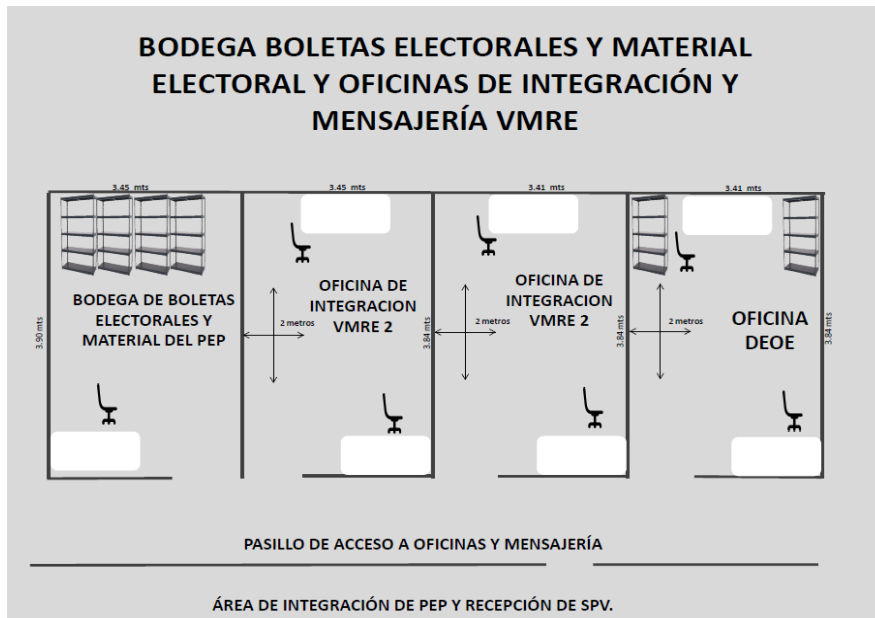 BODEGA BOLETAS ELECTORALES Y MATERIAL
ELECTORAL Y OFICINAS DE INTEGRACIÓN Y
MENSAJERÍA VMRE
3.45 mts
3.45 mts
3.41 mts
3.41 mts
3.90 mts
BODEGA DE BOLETAS
ELECTORALES Y
MATERIAL DEL PEP
2 metros
OFICINA DE
INTEGRACION
VMRE 2
3.84 mts
2 metros
OFICINA DE
INTEGRACION
VMRE 2
3.84 mts
2 metros
OFICINA
DEOE
3.84 mts
PASILLO DE ACCESO A OFICINAS Y MENSAJERÍA
ÁREA DE INTEGRACIÓN DE PEP Y RECEPCIÓN DE SPV.